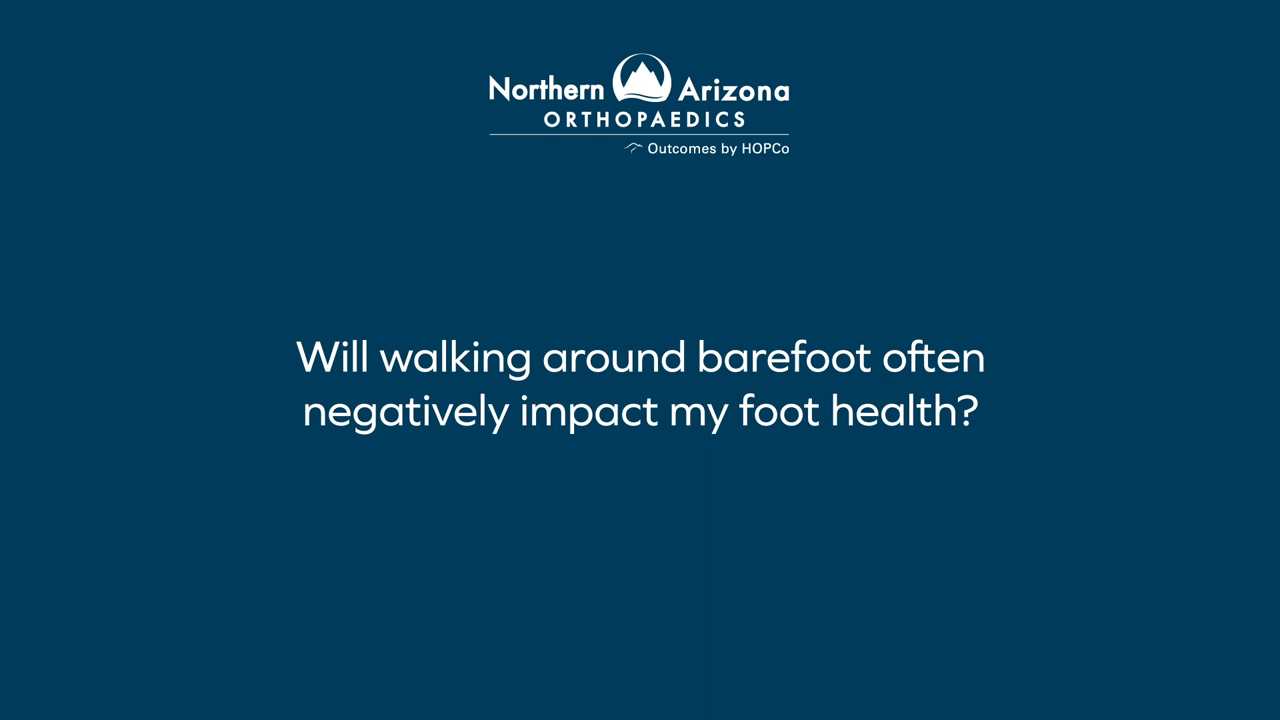 Northern Arizona
ORTHOPAEDICS
Outcomes by HOPCo
Will walking around barefoot often
negatively impact my foot health?